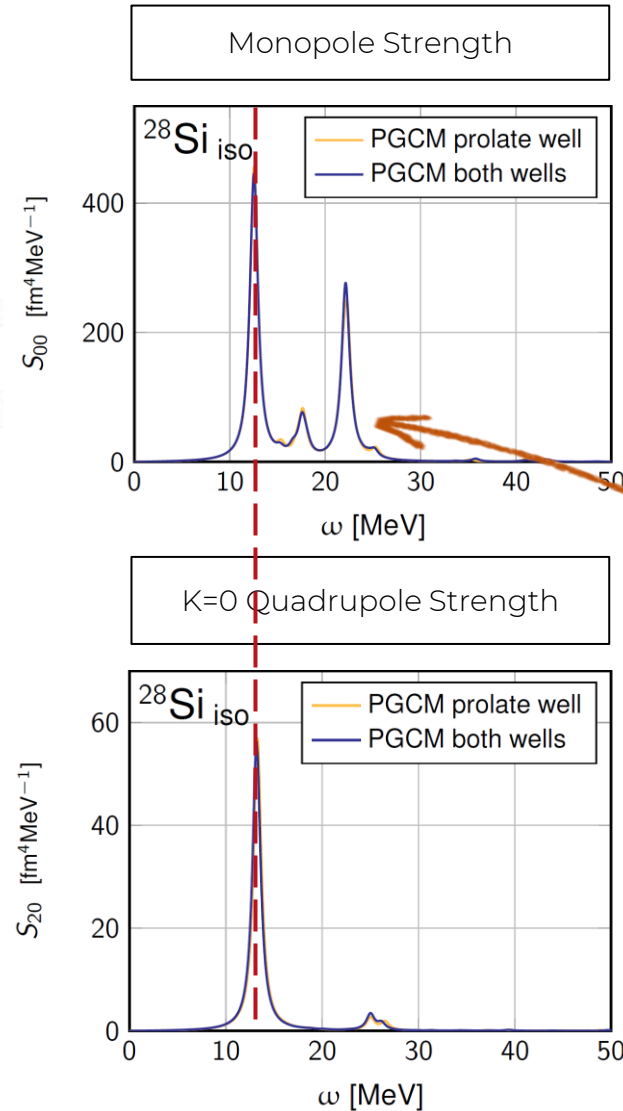 Monopole Strength
28Si iso
PGCM prolate well
PGCM both wells
400
200
0
S00 [fm4MeV−1]
0 10 20 30 40 50
ω [MeV]
K=0 Quadrupole Strength
28Si iso
PGCM prolate well
PGCM both wells
60
40
20
0
S20 [fm4MeV−1]
0 10 20 30 40 50
ω [MeV]